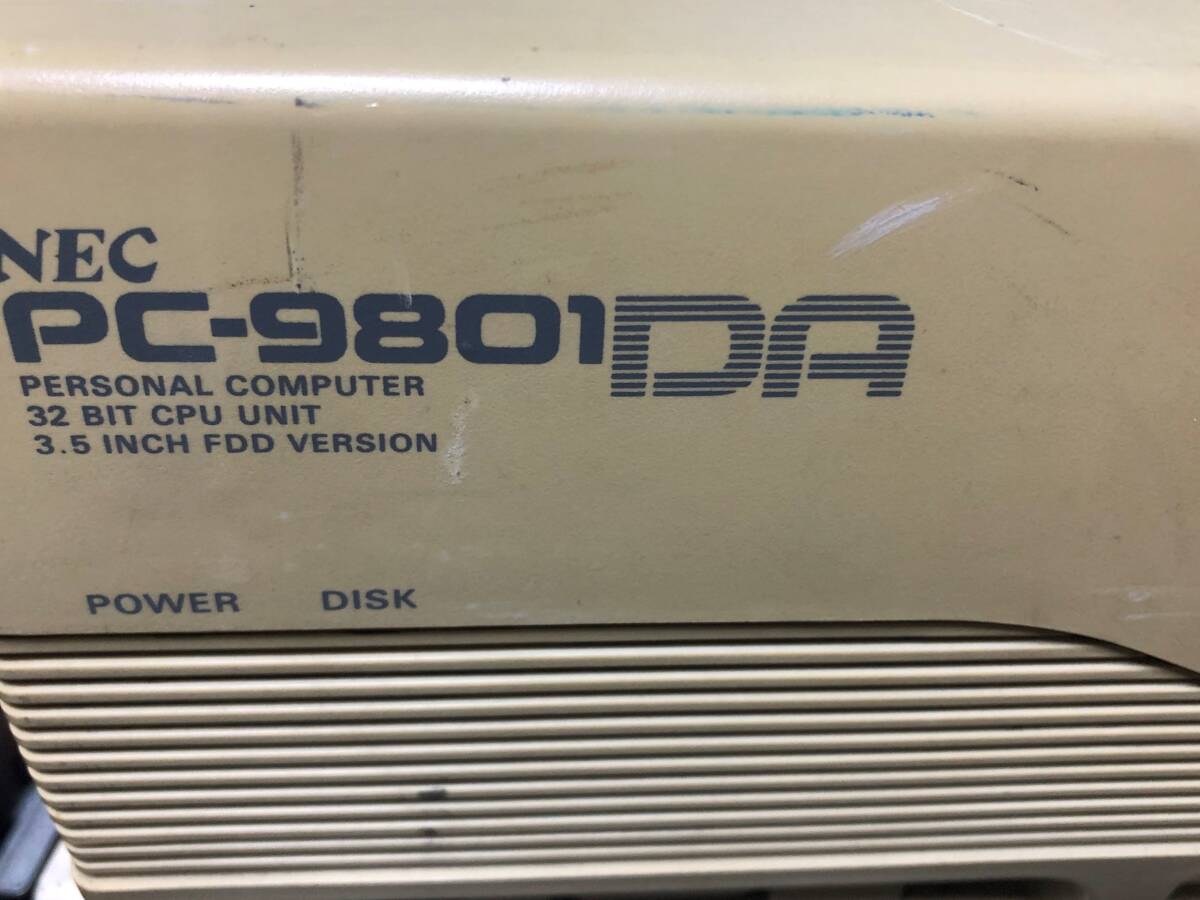 NEC
PC-9801DA
PERSONAL COMPUTER
32 BIT CPU UNIT
3.5 INCH FDD VERSION
POWER DISK